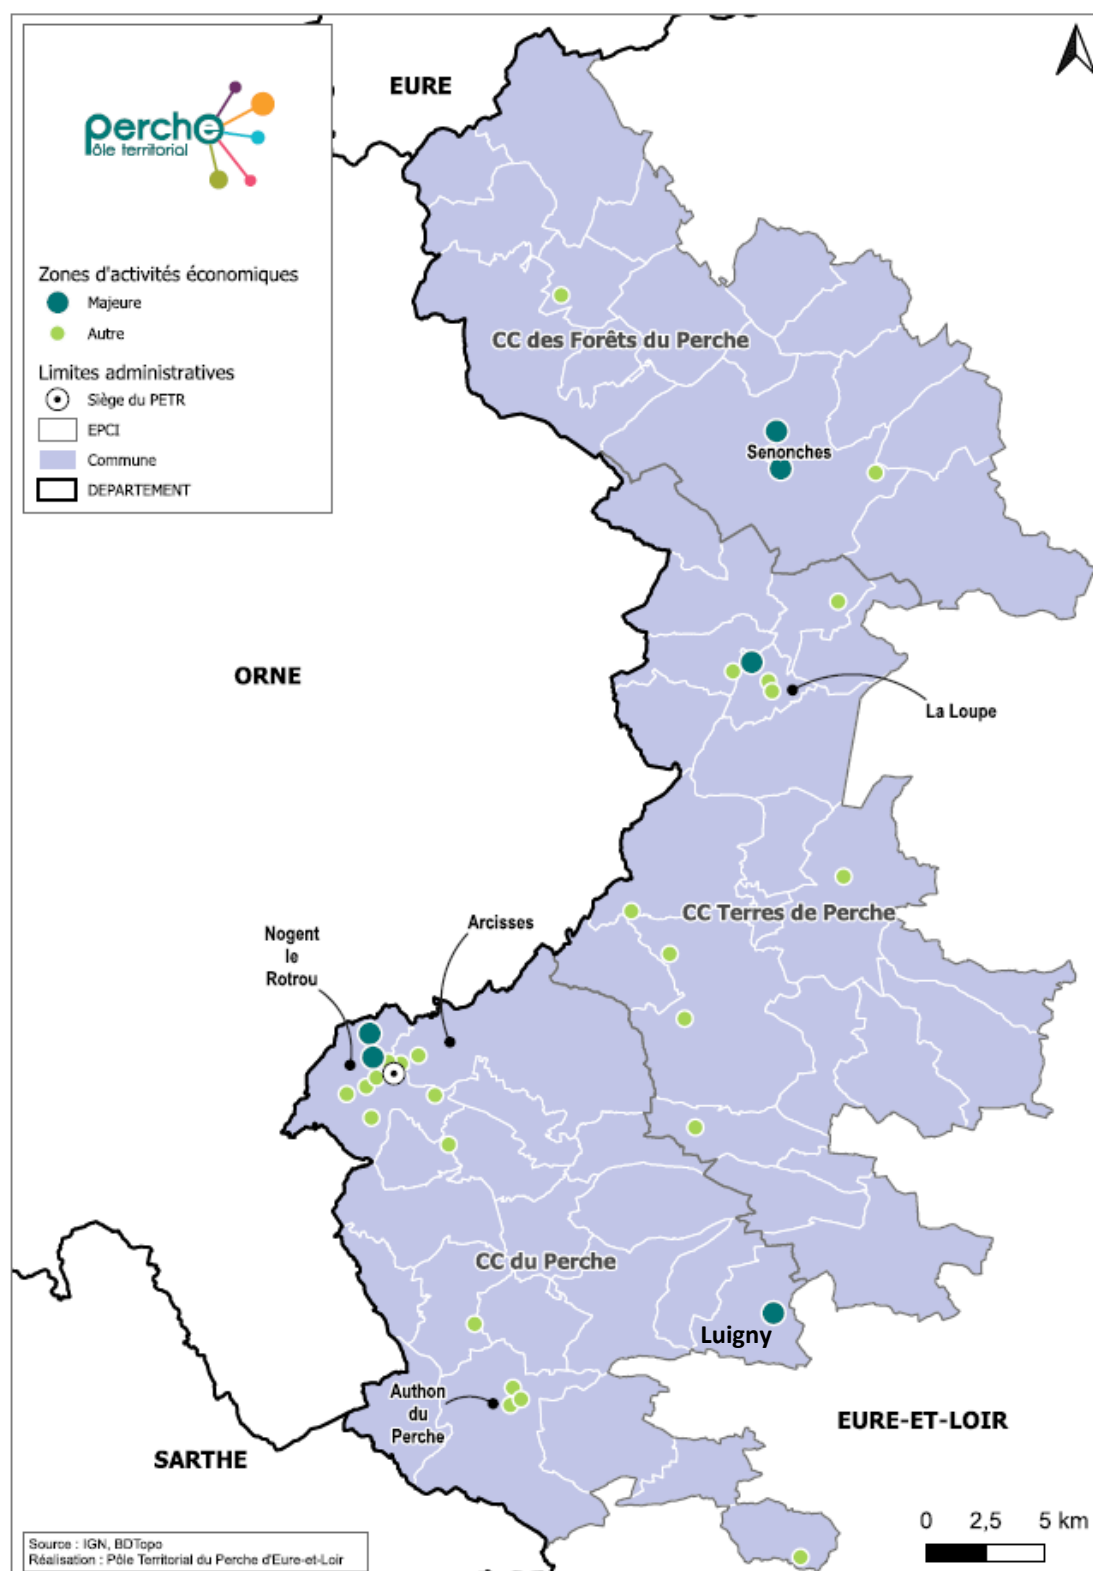 perche
pôle territorial
Zones d'activités économiques
Majeure
Autre
Limites administratives
Siège du PETR
EPCI
Commune
DEPARTEMENT
EURE
CC des Forêts du Perche
Senonches
ORNE
La Loupe
CC Terres de Perche
Arcisses
Nogent
le
Rotrou
CC du Perche
Luigny
Authon
du
Perche
EURE-ET-LOIR
SARTHE
0 2,5 5 km
Source : IGN, BDTopo
Réalisation : Pôle Territorial du Perche d'Eure-et-Loir